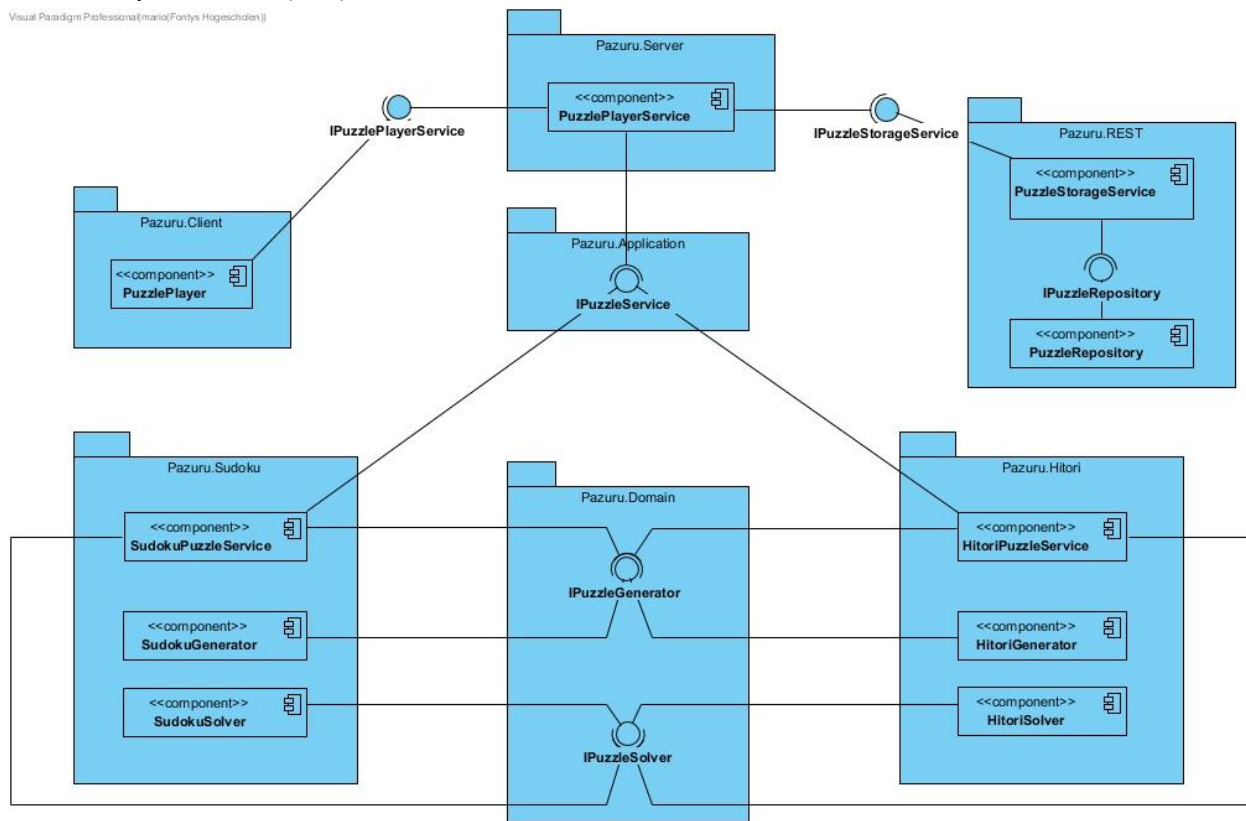 Visual Paradigm Professional(mario(Fontys Hogescholen))
Pazuru.Server
<<component>>
PuzzlePlayerService
IPuzzlePlayerService
IPuzzleStorageService
Pazuru.REST
<<component>>
PuzzleStorageService
IPuzzleRepository
<<component>>
PuzzleRepository
Pazuru.Client
<<component>>
PuzzlePlayer
Pazuru.Application
IPuzzleService
Pazuru.Sudoku
<<component>>
SudokuPuzzleService
<<component>>
SudokuGenerator
<<component>>
SudokuSolver
Pazuru.Domain
IPuzzleGenerator
IPuzzleSolver
Pazuru.Hitori
<<component>>
HitoriPuzzleService
<<component>>
HitoriGenerator
<<component>>
HitoriSolver